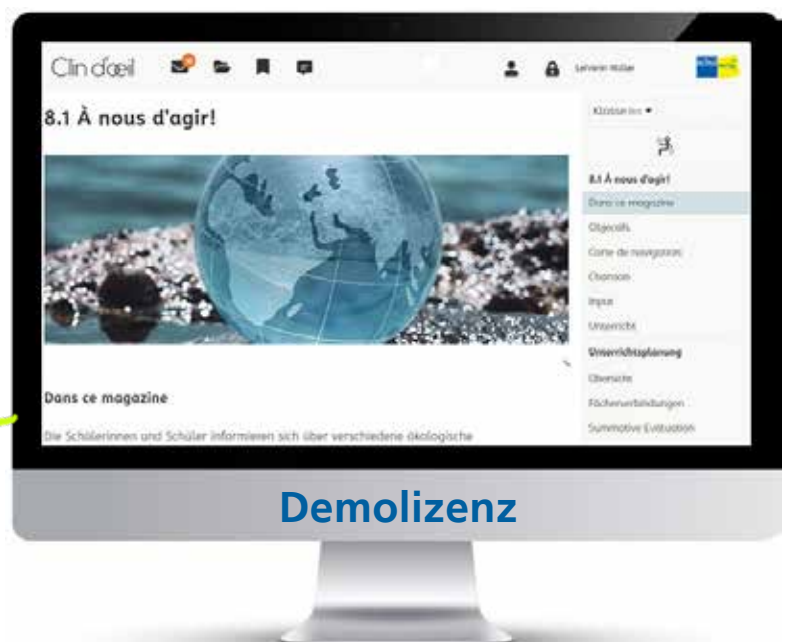 Clin d'œil
Klasse
8.1 À nous d'agir!
8.1 À nous d'agir!
Dans ce magazine
Objectifs
Carte de navigation
Chanson
Input
Unterricht
Unterrichtsplanung
Übersicht
Fächerverbindungen
Summative Evaluation
Dans ce magazine
Die Schülerinnen und Schüler informieren sich über verschiedene ökologische
Demolizenz